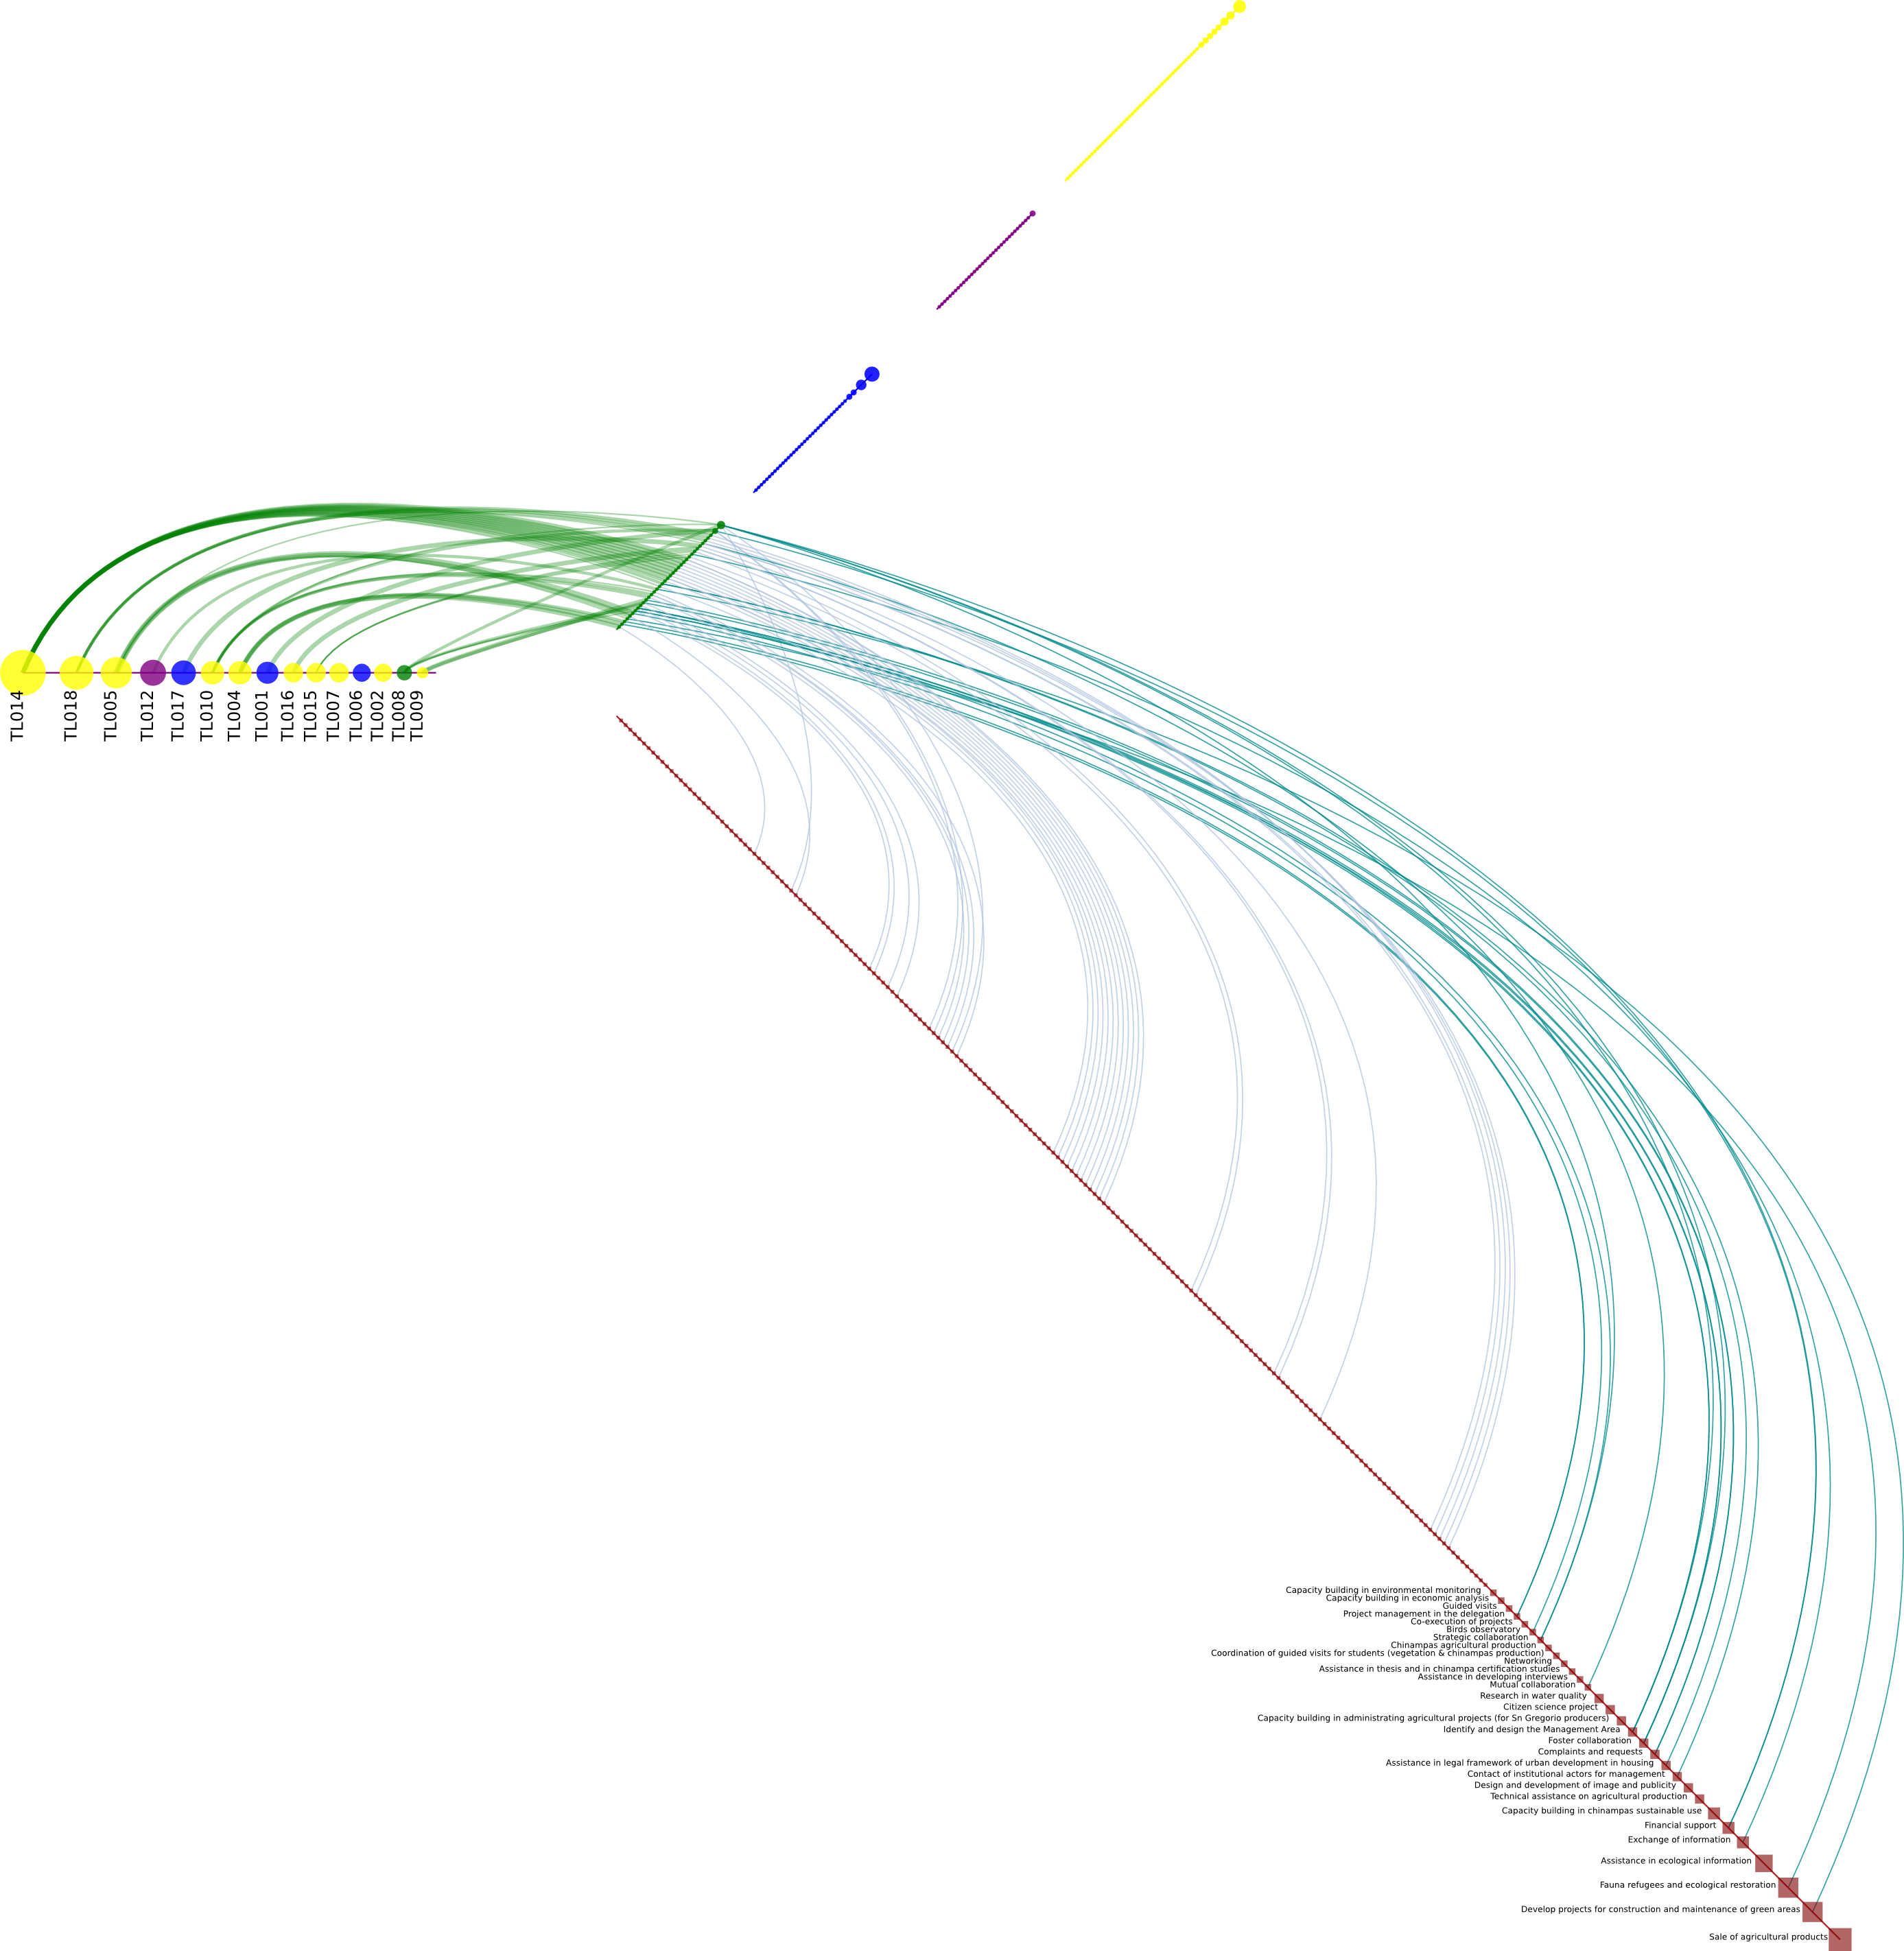 TL014
TL018
TL005
TL012
TL017
TL010
TL004
TL001
TL016
TL015
TL007
TL006
TL002
TL008
TL009
Capacity building in environmental monitoring
Capacity building in economic analysis
Guided visits
Project management in the delegation
Co-execution of projects
Birds observatory
Strategic collaboration
Chinampas agricultural production
Coordination of guided visits for students (vegetation & chinampas production)
Networking
Assistance in thesis and in chinampa certification studies
Assistance in developing interviews
Mutual collaboration
Research in water quality
Citizen science project
Capacity building in administrating agricultural projects (for Sn Gregorio producers)
Identify and design the Management Area
Foster collaboration
Complaints and requests
Assistance in legal framework of urban development in housing
Contact of institutional actors for management
Design and development of image and publicity
Technical assistance on agricultural production
Capacity building in chinampas sustainable use
Financial support
Exchange of information
Assistance in ecological information
Fauna refugees and ecological restoration
Develop projects for construction and maintenance of green areas
Sale of agricultural products